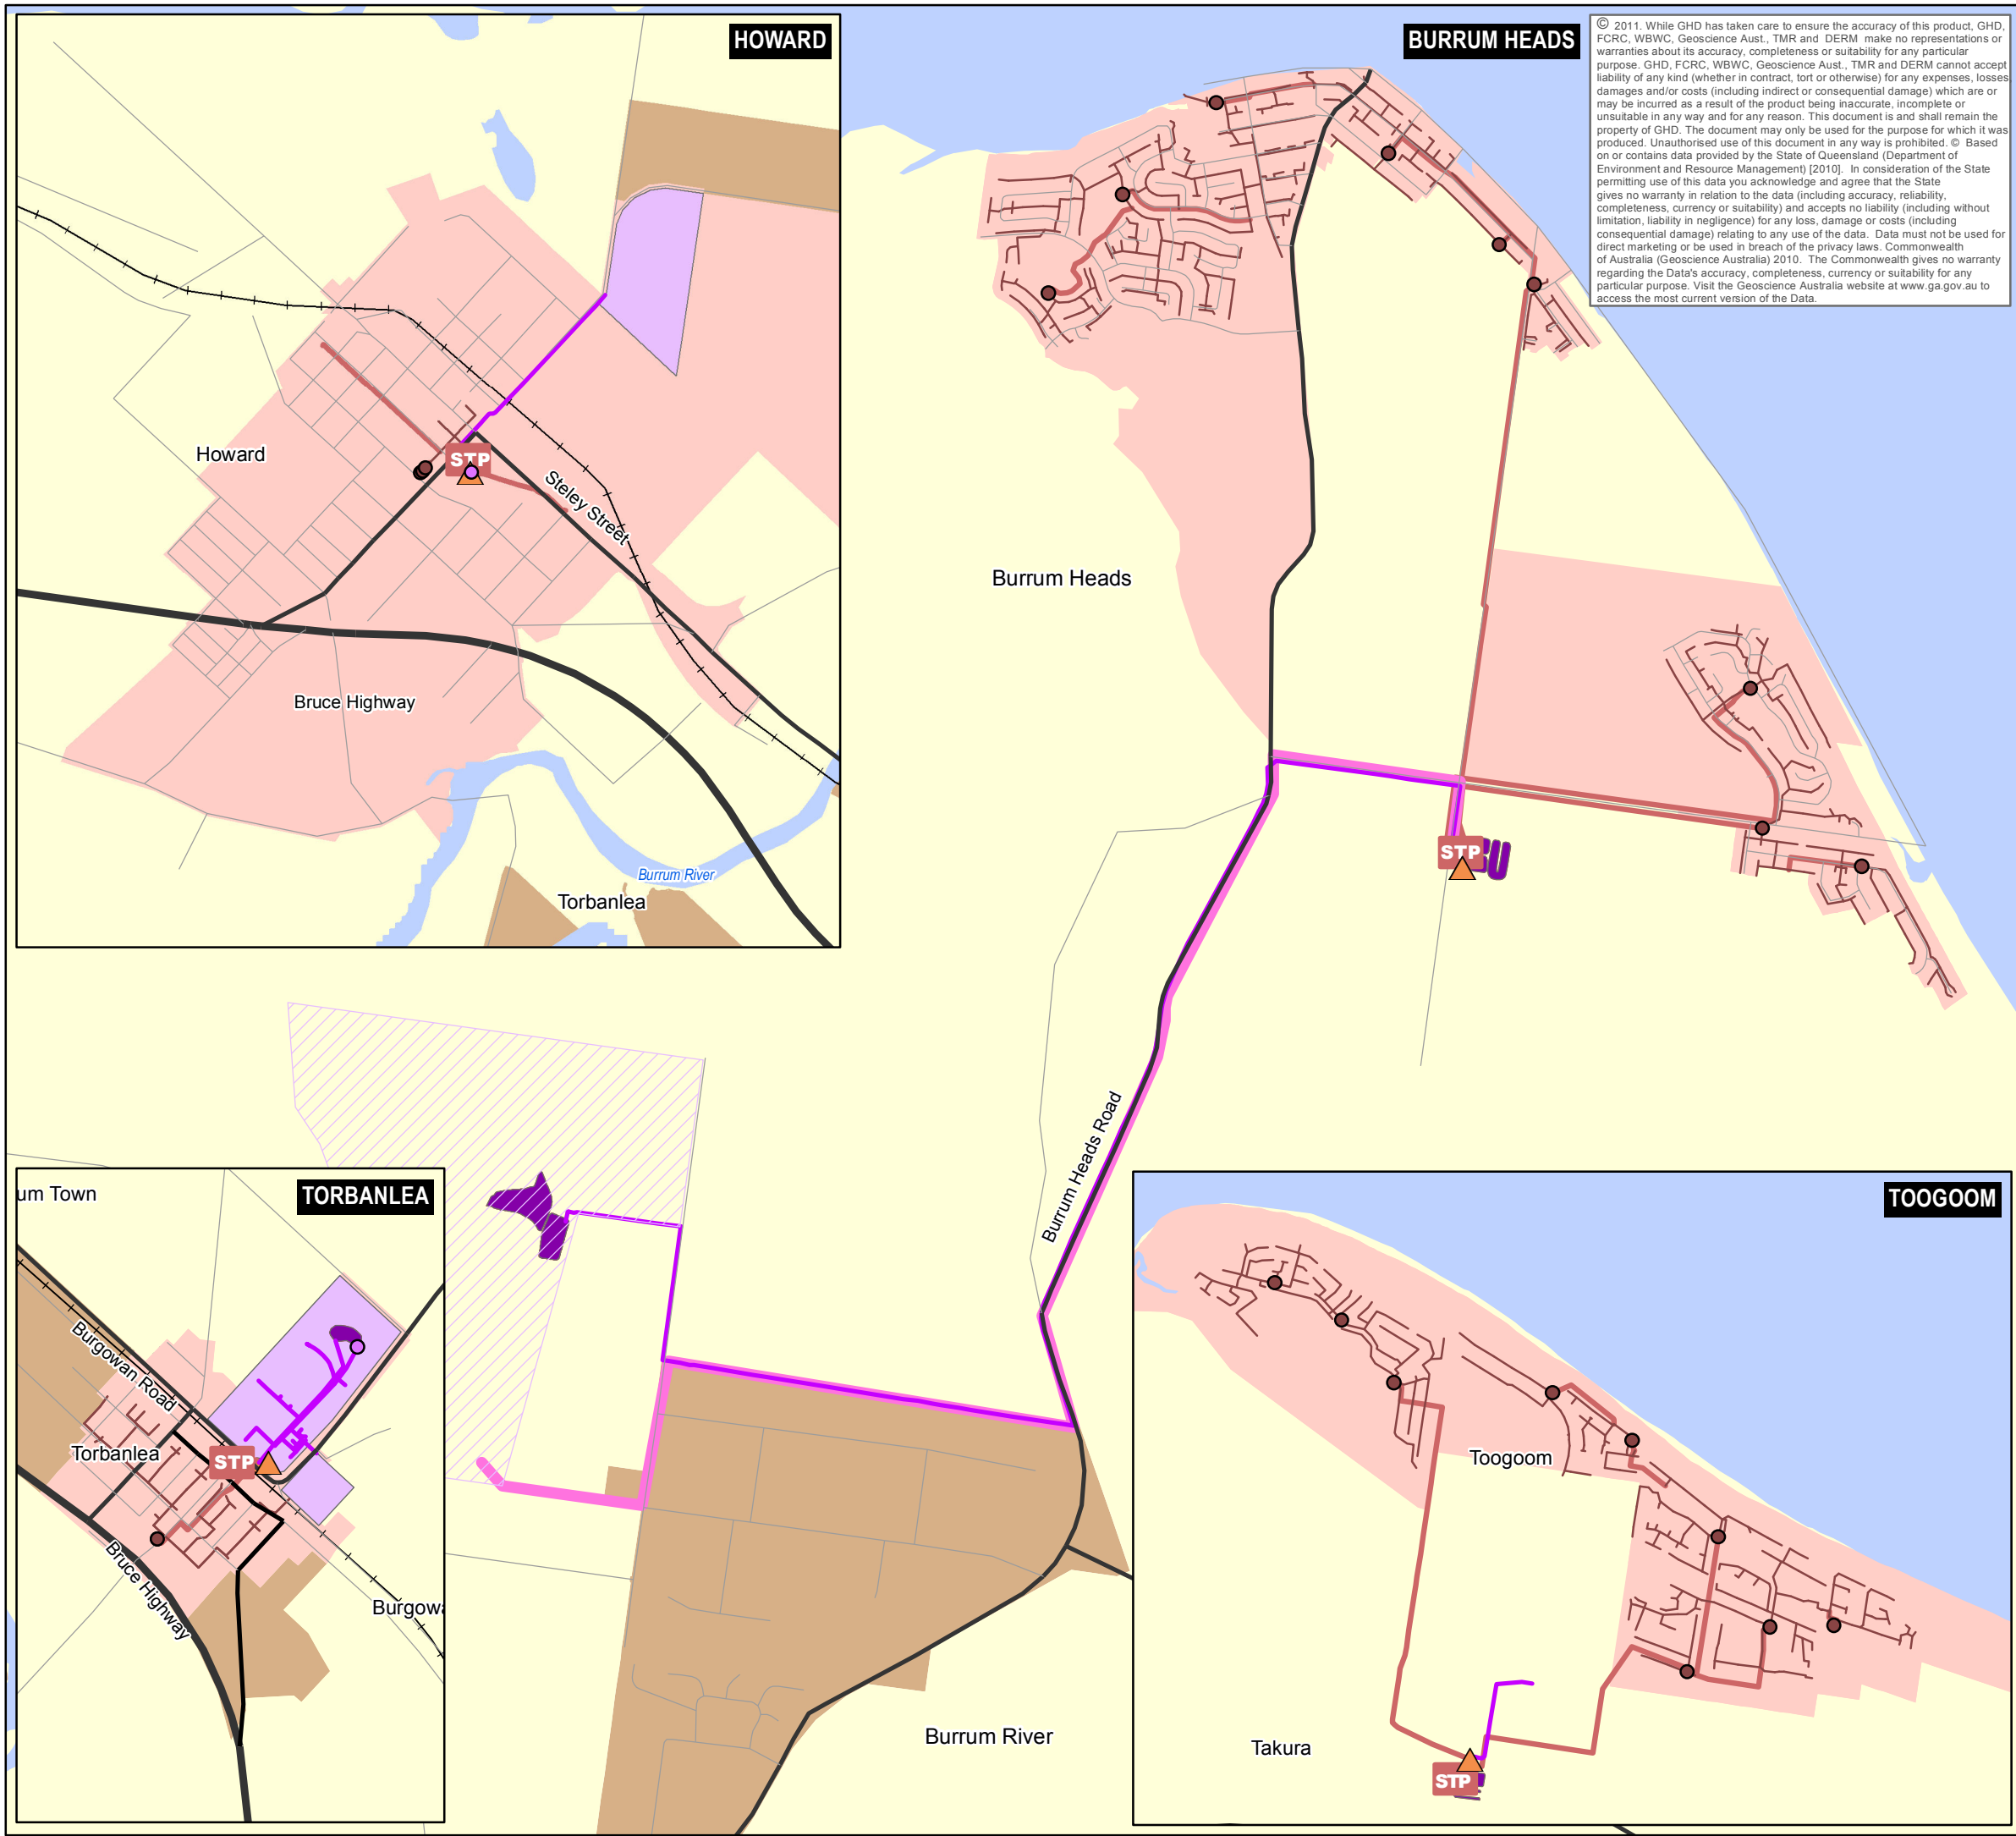 HOWARD
BURRUM HEADS
© 2011. While GHD has taken care to ensure the accuracy of this product, GHD,
FCRC, WBWC, Geoscience Aust., TMR and DERM make no representations or
warranties about its accuracy, completeness or suitability for any particular
purpose. GHD, FCRC, WBWC, Geoscience Aust., TMR and DERM cannot accept
liability of any kind (whether in contract, tort or otherwise) for any expenses, losses,
damages and/or costs (including indirect or consequential damage) which are or
may be incurred as a result of the product being inaccurate, incomplete or
unsuitable in any way and for any reason. This document is and shall remain the
property of GHD. The document may only be used for the purpose for which it was
produced. Unauthorised use of this document in any way is prohibited. © Based
on or contains data provided by the State of Queensland (Department of
Environment and Resource Management) [2010]. In consideration of the State
permitting use of this data you acknowledge and agree that the State
gives no warranty in relation to the data (including accuracy, reliability,
completeness, currency or suitability) and accepts no liability (including without
limitation, liability in negligence) for any loss, damage or costs (including
consequential damage) relating to any use of the data. Data must not be used for
direct marketing or be used in breach of the privacy laws. Commonwealth
of Australia (Geoscience Australia) 2010. The Commonwealth gives no warranty
regarding the Data's accuracy, completeness, currency or suitability for any
particular purpose. Visit the Geoscience Australia website at www.ga.gov.au to
access the most current version of the Data.
Howard
STP
Steley Street
Bruce Highway
Burrum River
Torbanlea
Burrum Heads
STP
Burrum Heads Road
um Town
TORBANLEA
Burgowan Road
Torbanlea
STP
Bruce Highway
Burgowa
Burrum River
TOOGOOM
Toogoom
Takura
STP